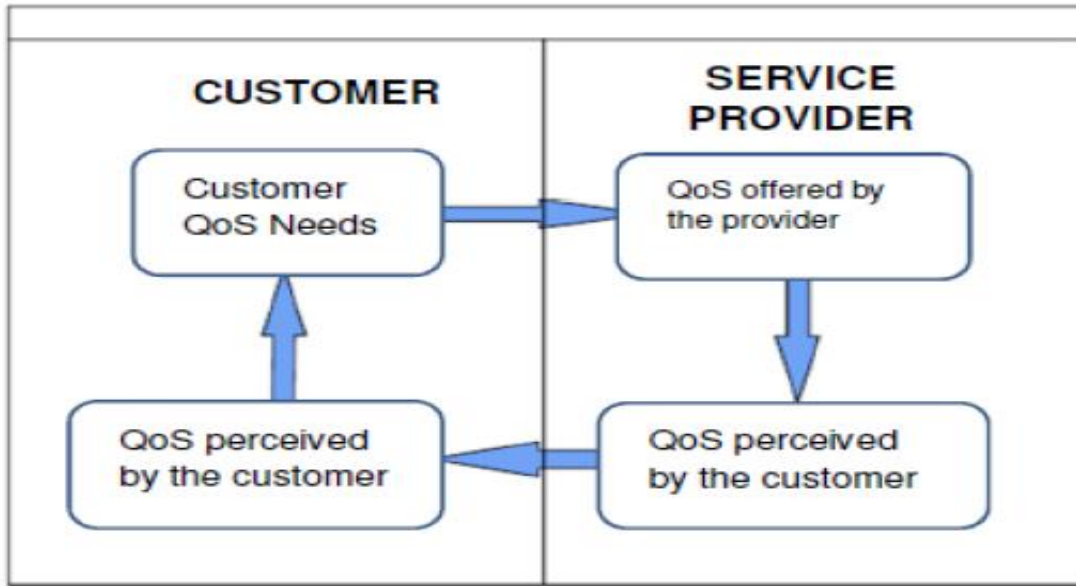 CUSTOMER
SERVICE
PROVIDER
Customer
QoS Needs
QoS offered by
the provider
QoS perceived
by the customer
QoS perceived
by the customer